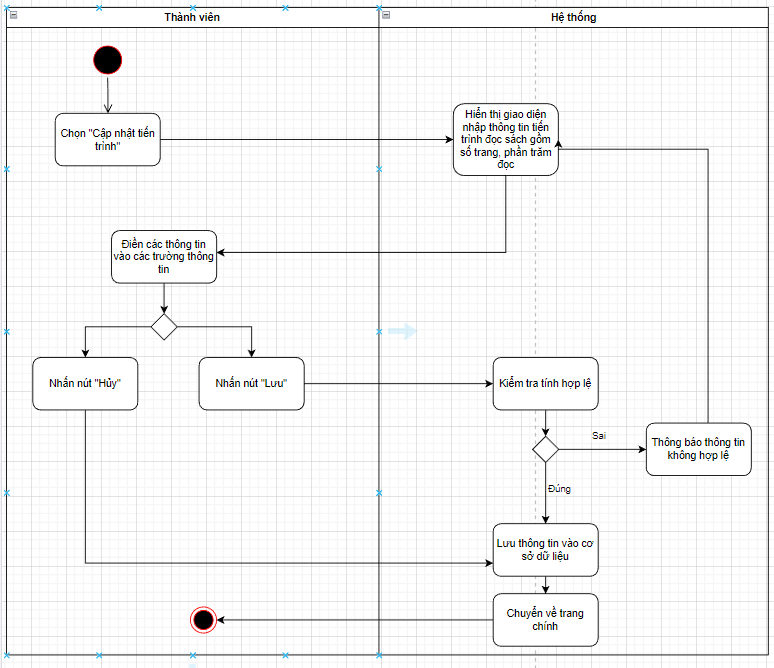 Thành viên
Hệ thống
Chọn "Cập nhật tiến
trình"
Hiển thị giao diện
nhập thông tin tiến
trình đọc sách gồm
số trang, phần trăm
đọc
Điền các thông tin
vào các trường thông
tin
Nhấn nút "Hủy"
Nhấn nút "Lưu"
Kiểm tra tính hợp lệ
Sai
Thông báo thông tin
không hợp lệ
Đúng
Lưu thông tin vào cơ
sở dữ liệu
Chuyển về trang
chính